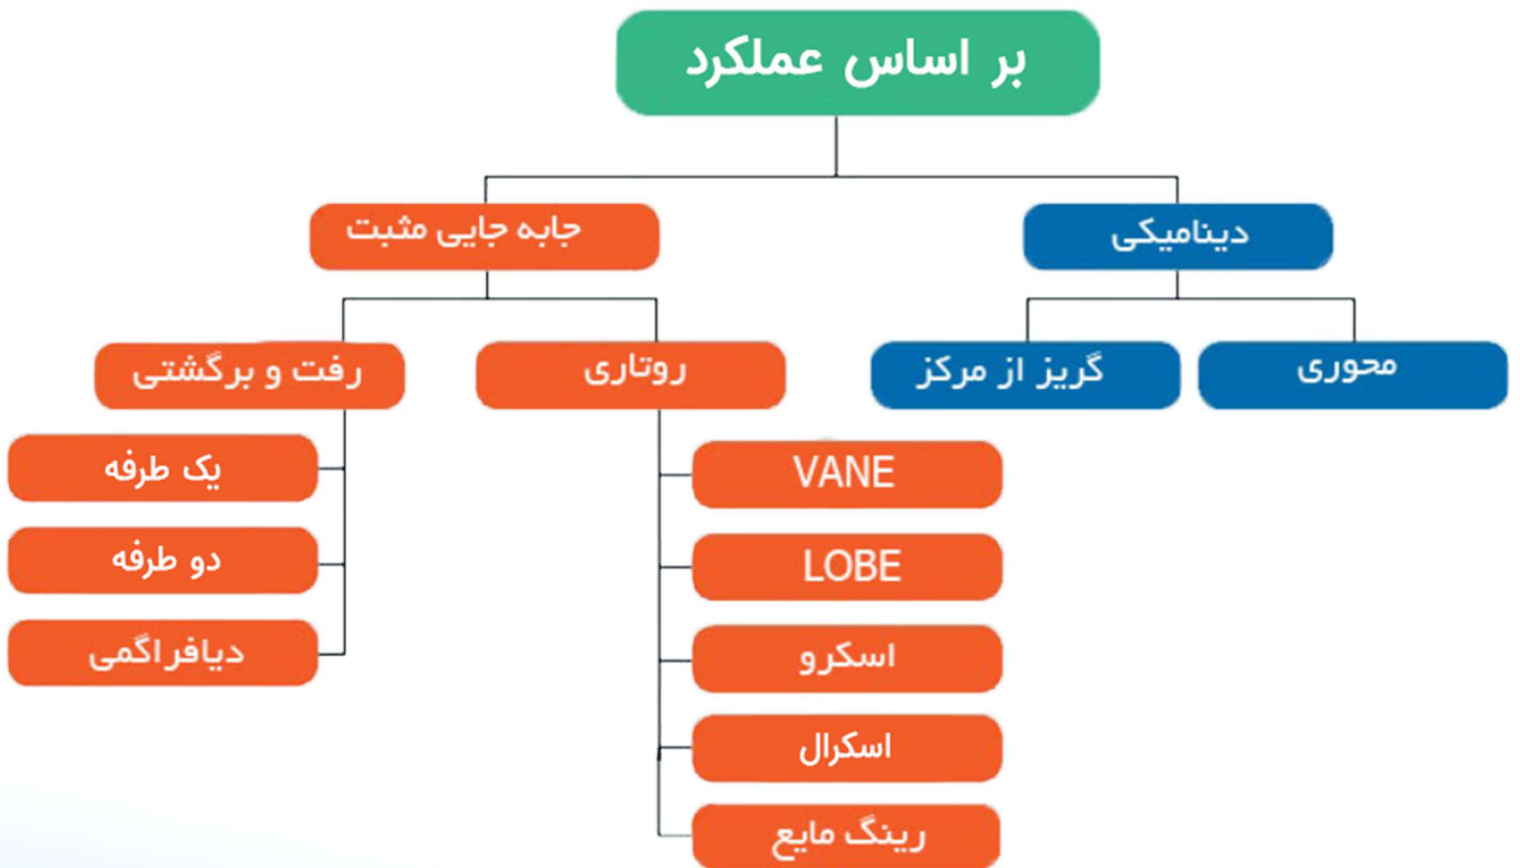 بر اساس عملکرد
دینامیکی
جابه جایی مثبت
محوری
گریز از مرکز
روتاری
رفت و برگشتی
VANE
LOBE
اسکرو
اسکرال
رینگ مایع
یک طرفه
دو طرفه
دیافراگمی